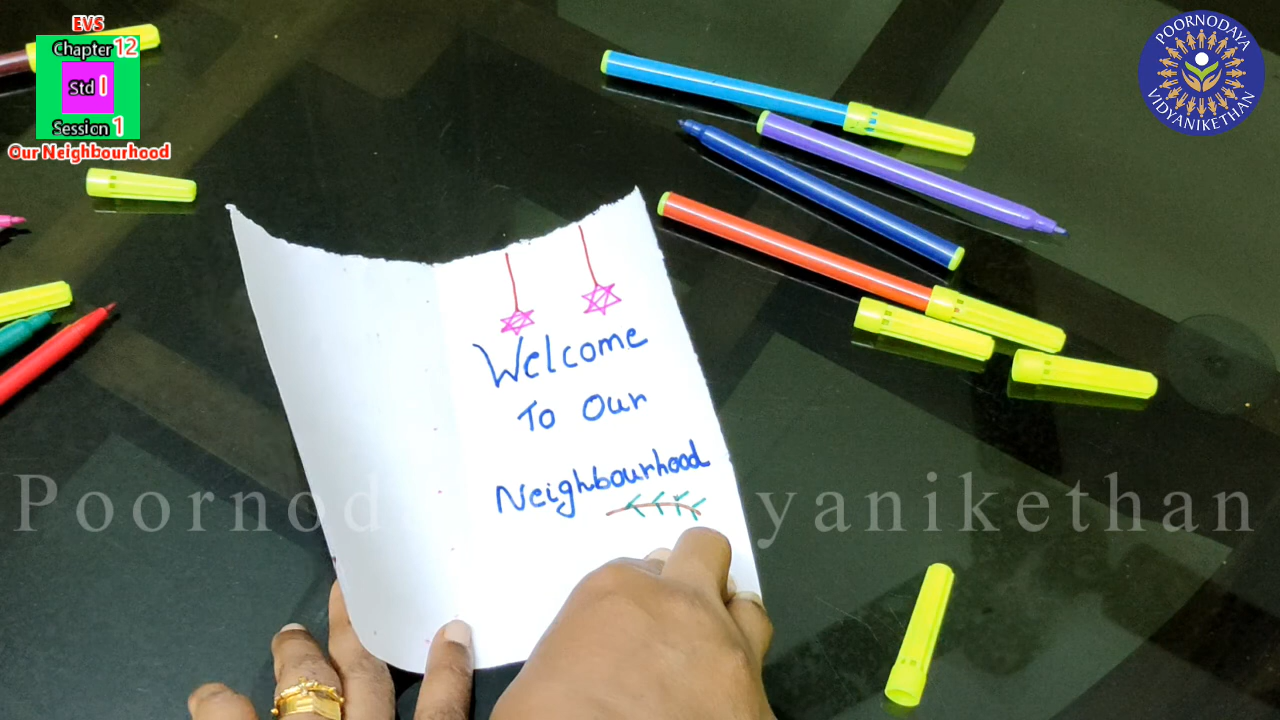 EVS
Chapter 12
Std I
Session 1
Our Neighbourhood
POORNODAYA
VIDYANIKETHAN
Welcome
To Our
Neighbourhood
Poornod yanikethan